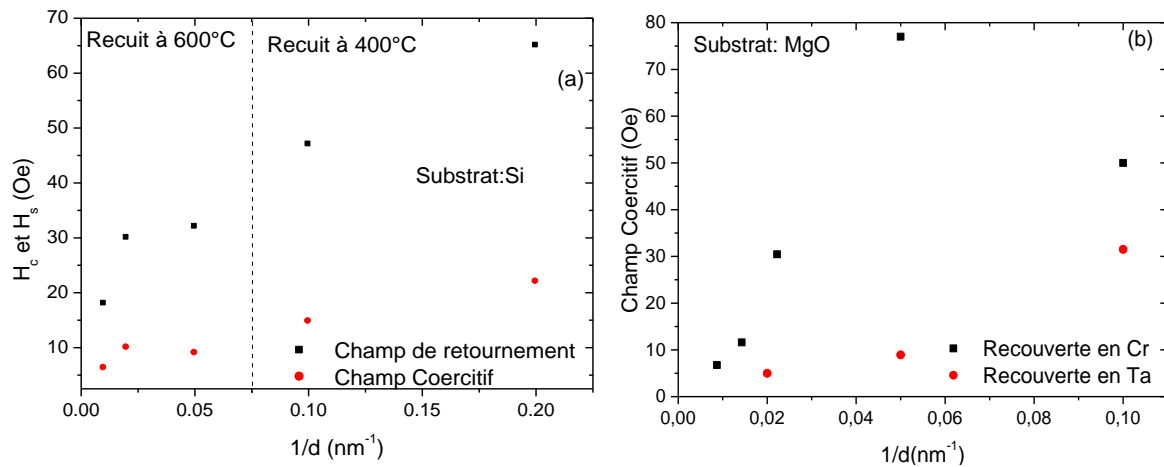 Recuit à 600°C
Recuit à 400°C
(a)
Substrat:Si
Champ de retournement
Champ Coercitif
H_c et H_s (Oe)
70
60
50
40
30
20
10
0.00
0.05
0.10
0.15
0.20
1/d (nm⁻¹)
Substrat: MgO
(b)
Recouverte en Cr
Recouverte en Ta
Champ Coercitif (Oe)
80
70
60
50
40
30
20
10
0
0,00
0,02
0,04
0,06
0,08
0,10
1/d(nm⁻¹)